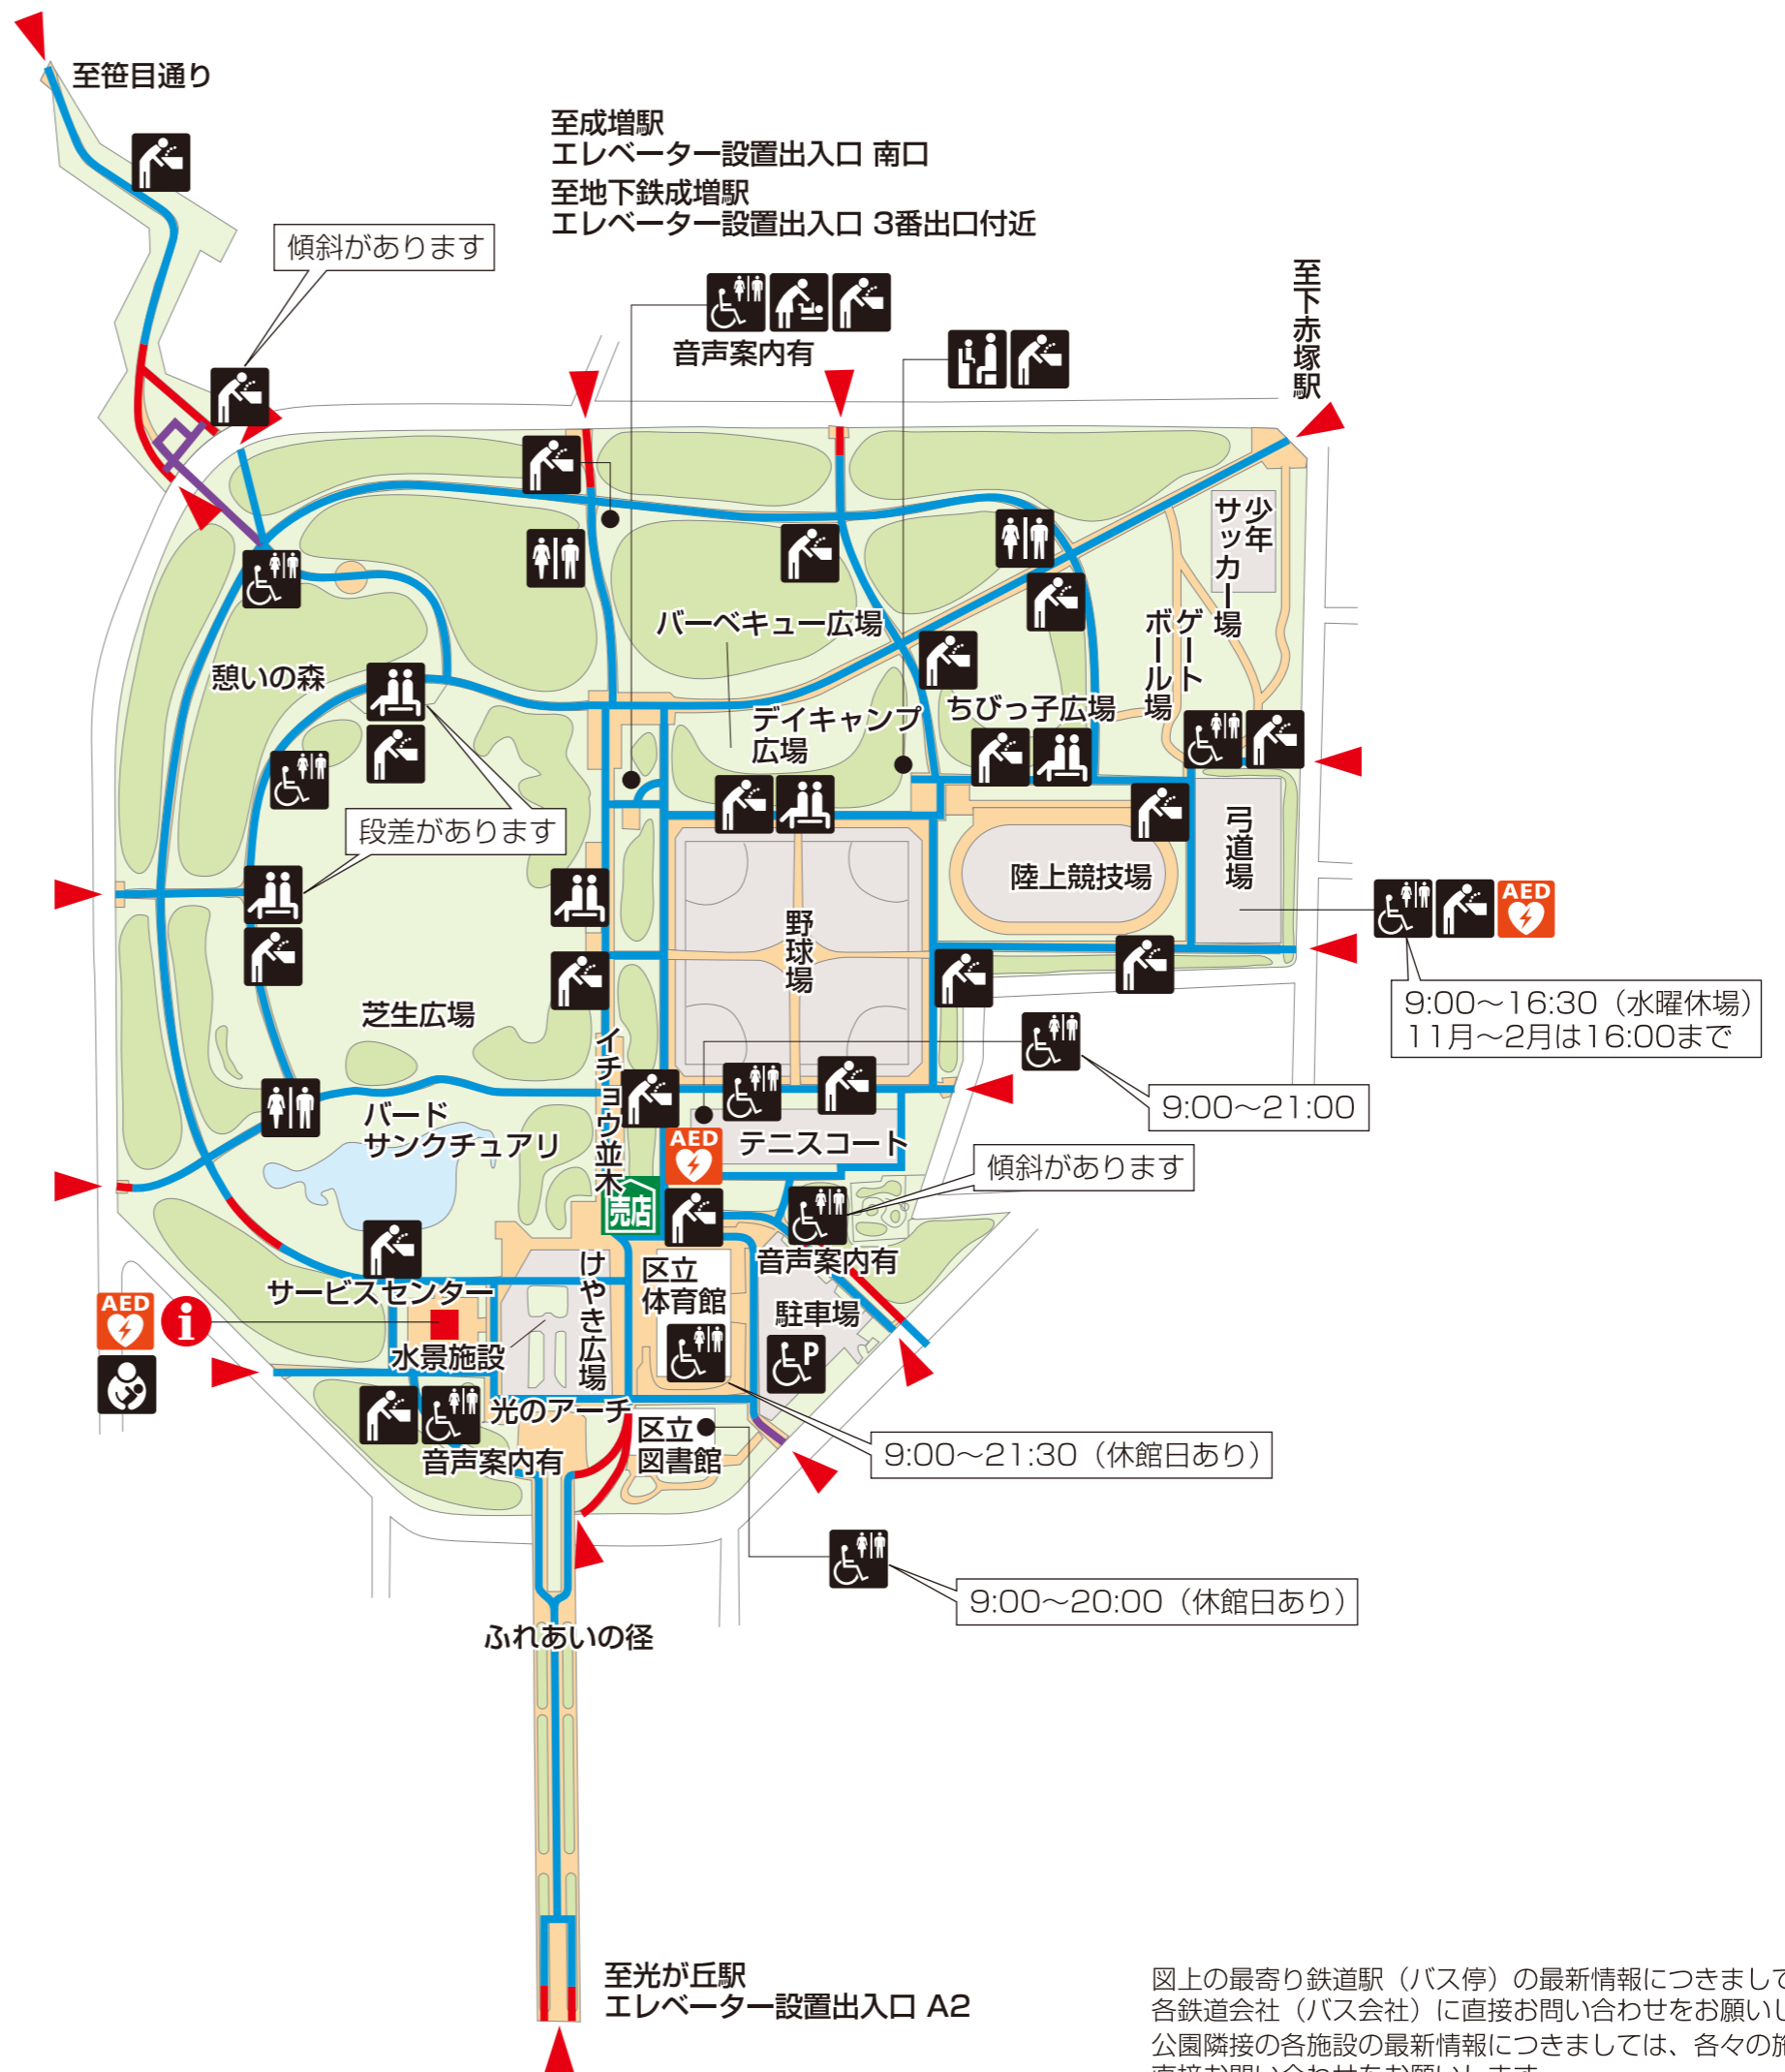 至笹目通り
至成増駅
エレベーター設置出入口 南口
至地下鉄成増駅
エレベーター設置出入口 3番出口付近
傾斜があります
至下赤塚駅
音声案内有
少年
サッカー場
ゲート
ボール場
バーベキュー広場
憩いの森
デイキャンプ
広場
ちびっ子広場
段差があります
弓道場
陸上競技場
野球場
AED
9:00〜16:30（水曜休場）
11月〜2月は16:00まで
芝生広場
イチョウ並木
9:00〜21:00
バード
サンクチュアリ
テニスコート
AED
傾斜があります
売店
音声案内有
区立
体育館
けやき広場
サービスセンター
AED
i
駐車場
P
水景施設
光のアーチ
区立
図書館
音声案内有
9:00〜21:30（休館日あり）
9:00〜20:00（休館日あり）
ふれあいの径
至光が丘駅
エレベーター設置出入口 A2
図上の最寄り鉄道駅（バス停）の最新情報につきまして
各鉄道会社（バス会社）に直接お問い合わせをお願いし
公園隣接の各施設の最新情報につきましては、各々の施
直接お問い合わせをお願いします